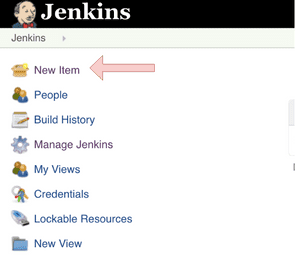 Jenkins
Jenkins
New Item
People
Build History
Manage Jenkins
My Views
Credentials
Lockable Resources
New View